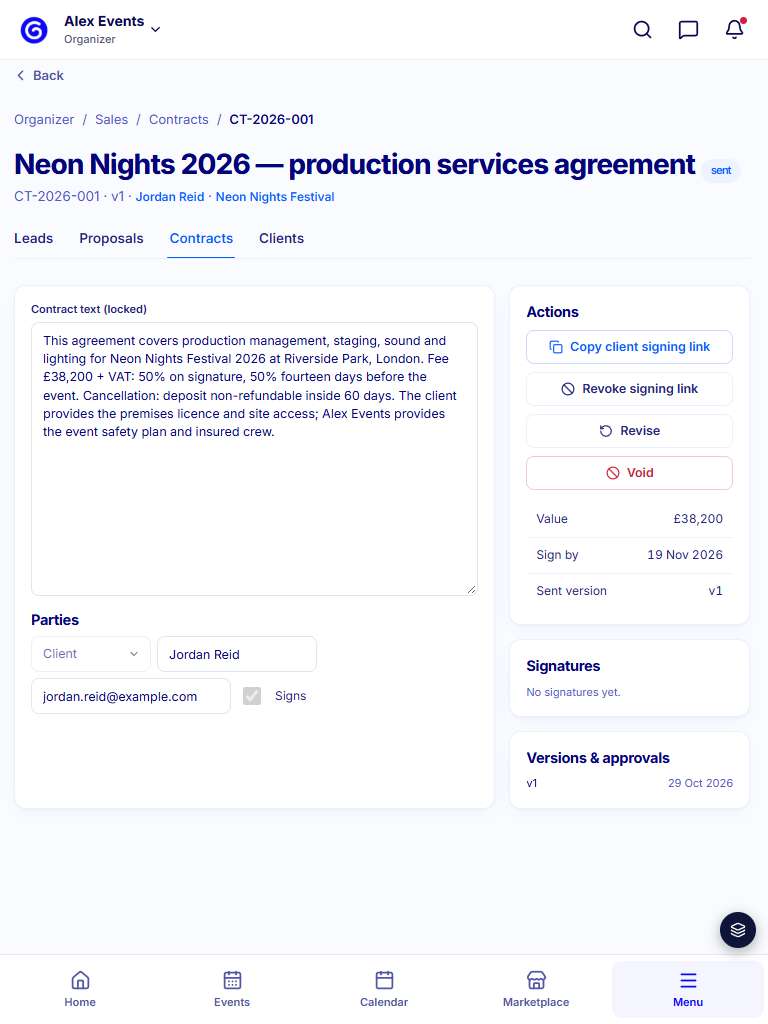 Alex Events
Organizer
Back
Organizer / Sales / Contracts / CT-2026-001
Neon Nights 2026 — production services agreement sent
CT-2026-001 · v1 · Jordan Reid · Neon Nights Festival
Leads Proposals Contracts Clients
Contract text (locked)
This agreement covers production management, staging, sound and
lighting for Neon Nights Festival 2026 at Riverside Park, London. Fee
£38,200 + VAT: 50% on signature, 50% fourteen days before the
event. Cancellation: deposit non-refundable inside 60 days. The client
provides the premises licence and site access; Alex Events provides
the event safety plan and insured crew.
Parties
Client Jordan Reid
jordan.reid@example.com Signs
Actions
Copy client signing link
Revoke signing link
Revise
Void
Value £38,200
Sign by 19 Nov 2026
Sent version v1
Signatures
No signatures yet.
Versions & approvals
v1 29 Oct 2026
Home Events Calendar Marketplace Menu